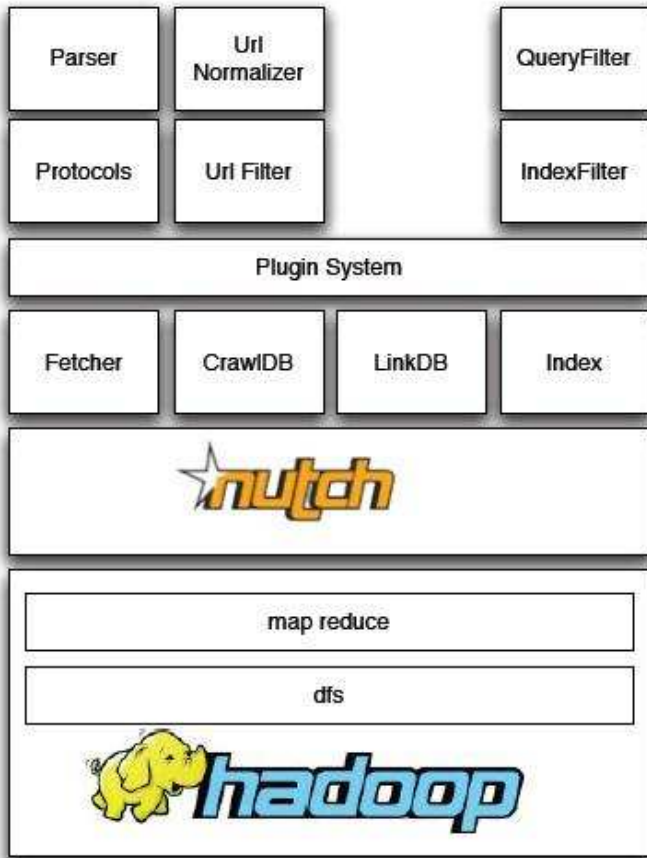 Parser
Url
Normalizer
QueryFilter
Protocols
Url Filter
IndexFilter
Plugin System
Fetcher
CrawlDB
LinkDB
Index
nutch
map reduce
dfs
hadoop